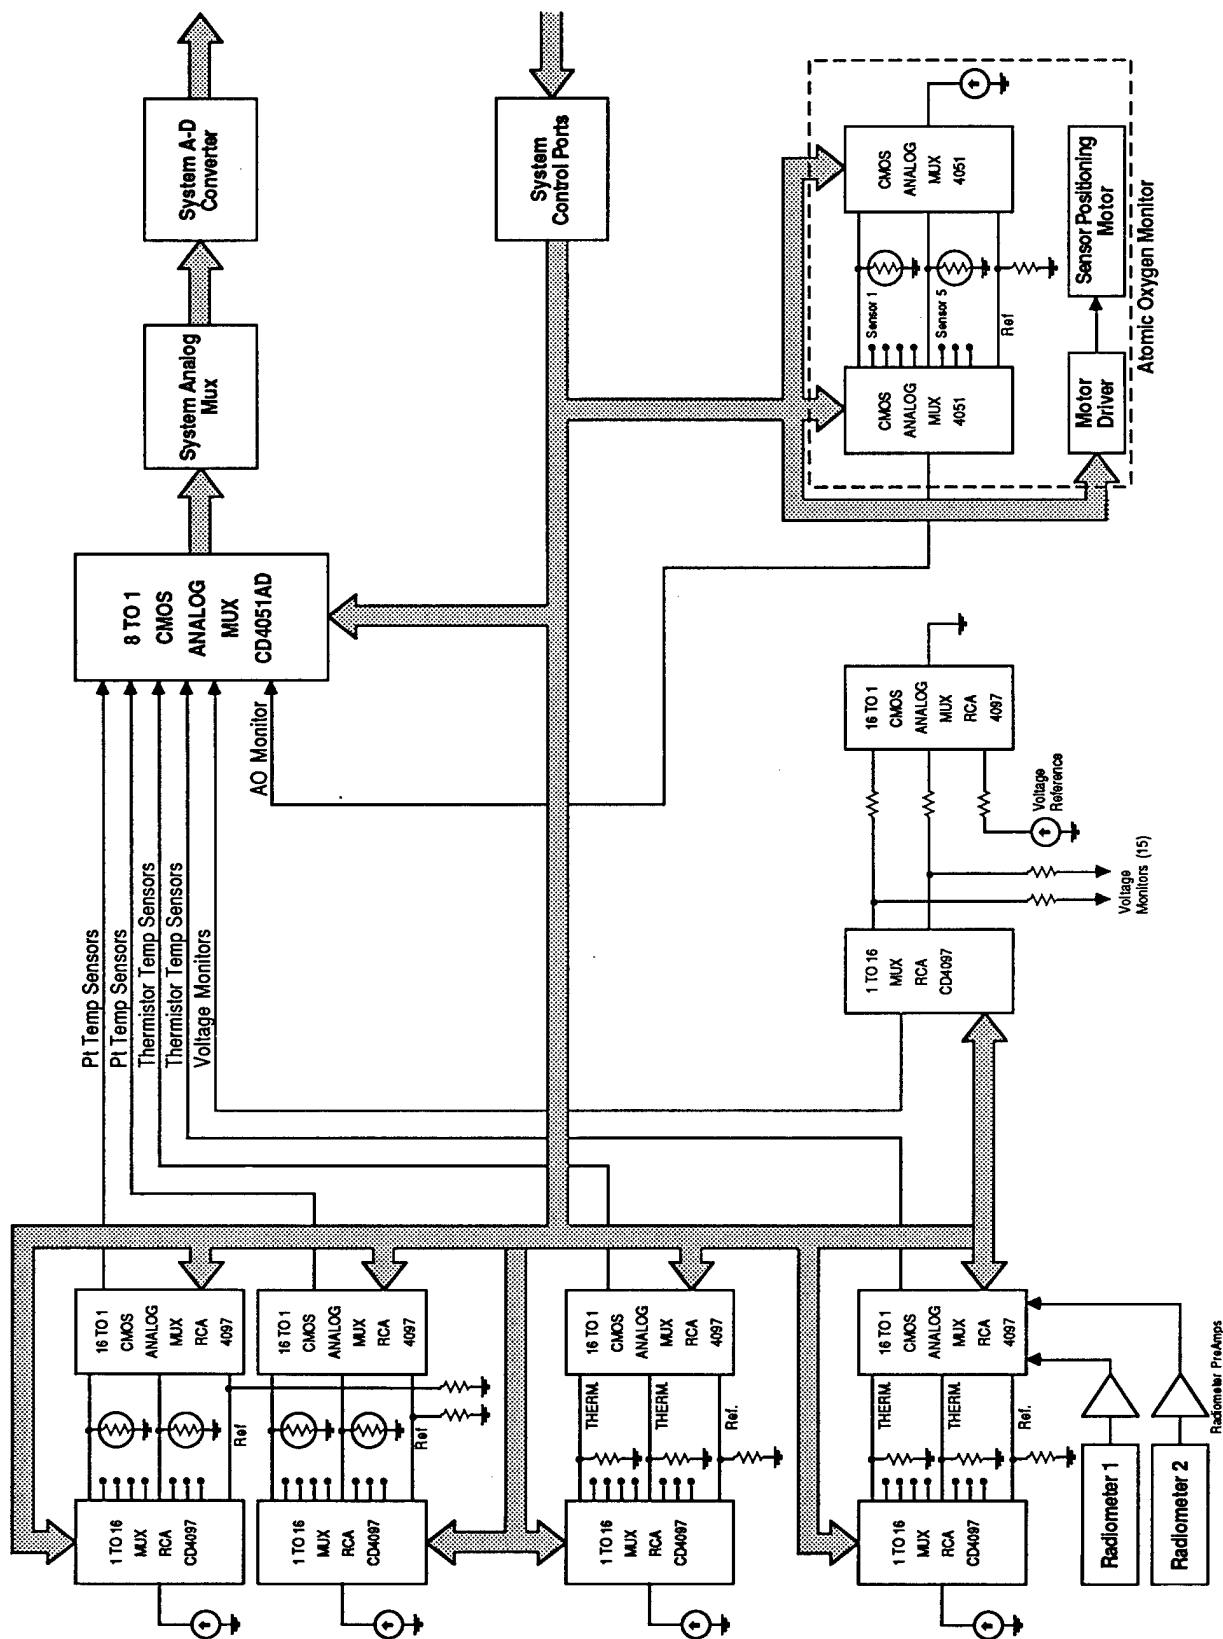 System A-D
Converter
System Analog
Mux
8 TO 1
CMOS
ANALOG
MUX
CD4051AD
System
Control Ports
Pt Temp Sensors
Pt Temp Sensors
Thermistor Temp Sensors
Thermistor Temp Sensors
Voltage Monitors
AO Monitor
CMOS
ANALOG
MUX
4051
Sensor 1
Sensor 5
Ref
CMOS
ANALOG
MUX
4051
Sensor Positioning
Motor
Motor
Driver
Atomic Oxygen Monitor
16 TO 1
CMOS
ANALOG
MUX
RCA
4097
Voltage
Reference
Voltage
Monitors (15)
1 TO 16
MUX
RCA
CD4097
16 TO 1
CMOS
ANALOG
MUX
RCA
4097
Ref
1 TO 16
MUX
RCA
CD4097
16 TO 1
CMOS
ANALOG
MUX
RCA
4097
Ref
1 TO 16
MUX
RCA
CD4097
16 TO 1
CMOS
ANALOG
MUX
RCA
4097
THERM.
THERM.
Ref.
1 TO 16
MUX
RCA
CD4097
16 TO 1
CMOS
ANALOG
MUX
RCA
4097
THERM.
THERM.
Ref.
1 TO 16
MUX
RCA
CD4097
Radiometer 1
Radiometer 2
Radiometer PreAmps